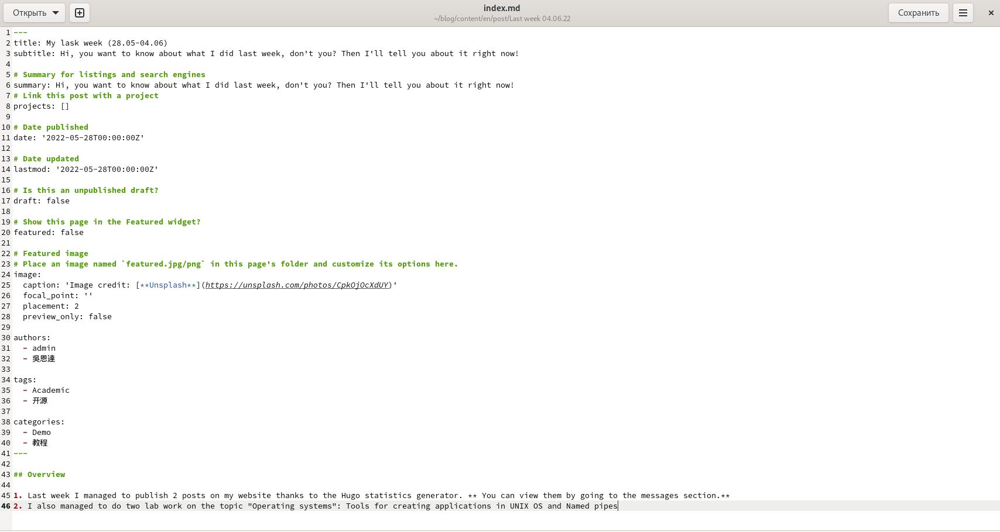 Открыть
index.md
~/blog/content/en/post/Last week 04.06.22
Сохранить
1 ---
2 title: My lask week (28.05-04.06)
3 subtitle: Hi, you want to know about what I did last week, don't you? Then I'll tell you about it right now!
4
5 # Summary for listings and search engines
6 summary: Hi, you want to know about what I did last week, don't you? Then I'll tell you about it right now!
7 # Link this post with a project
8 projects: []
9
10 # Date published
11 date: '2022-05-28T00:00:00Z'
12
13 # Date updated
14 lastmod: '2022-05-28T00:00:00Z'
15
16 # Is this an unpublished draft?
17 draft: false
18
19 # Show this page in the Featured widget?
20 featured: false
21
22 # Featured image
23 # Place an image named `featured.jpg/png` in this page's folder and customize its options here.
24 image:
25   caption: 'Image credit: [**Unsplash**](https://unsplash.com/photos/CpkOjOcXdUY)'
26   focal_point: ''
27   placement: 2
28   preview_only: false
29
30 authors:
31   - admin
32   - 吳恩達
33
34 tags:
35   - Academic
36   - 开源
37
38 categories:
39   - Demo
40   - 教程
41 ---
42
43 ## Overview
44
45 1. Last week I managed to publish 2 posts on my website thanks to the Hugo statistics generator. ** You can view them by going to the messages section.**
46 2. I also managed to do two lab work on the topic "Operating systems": Tools for creating applications in UNIX OS and Named pipes